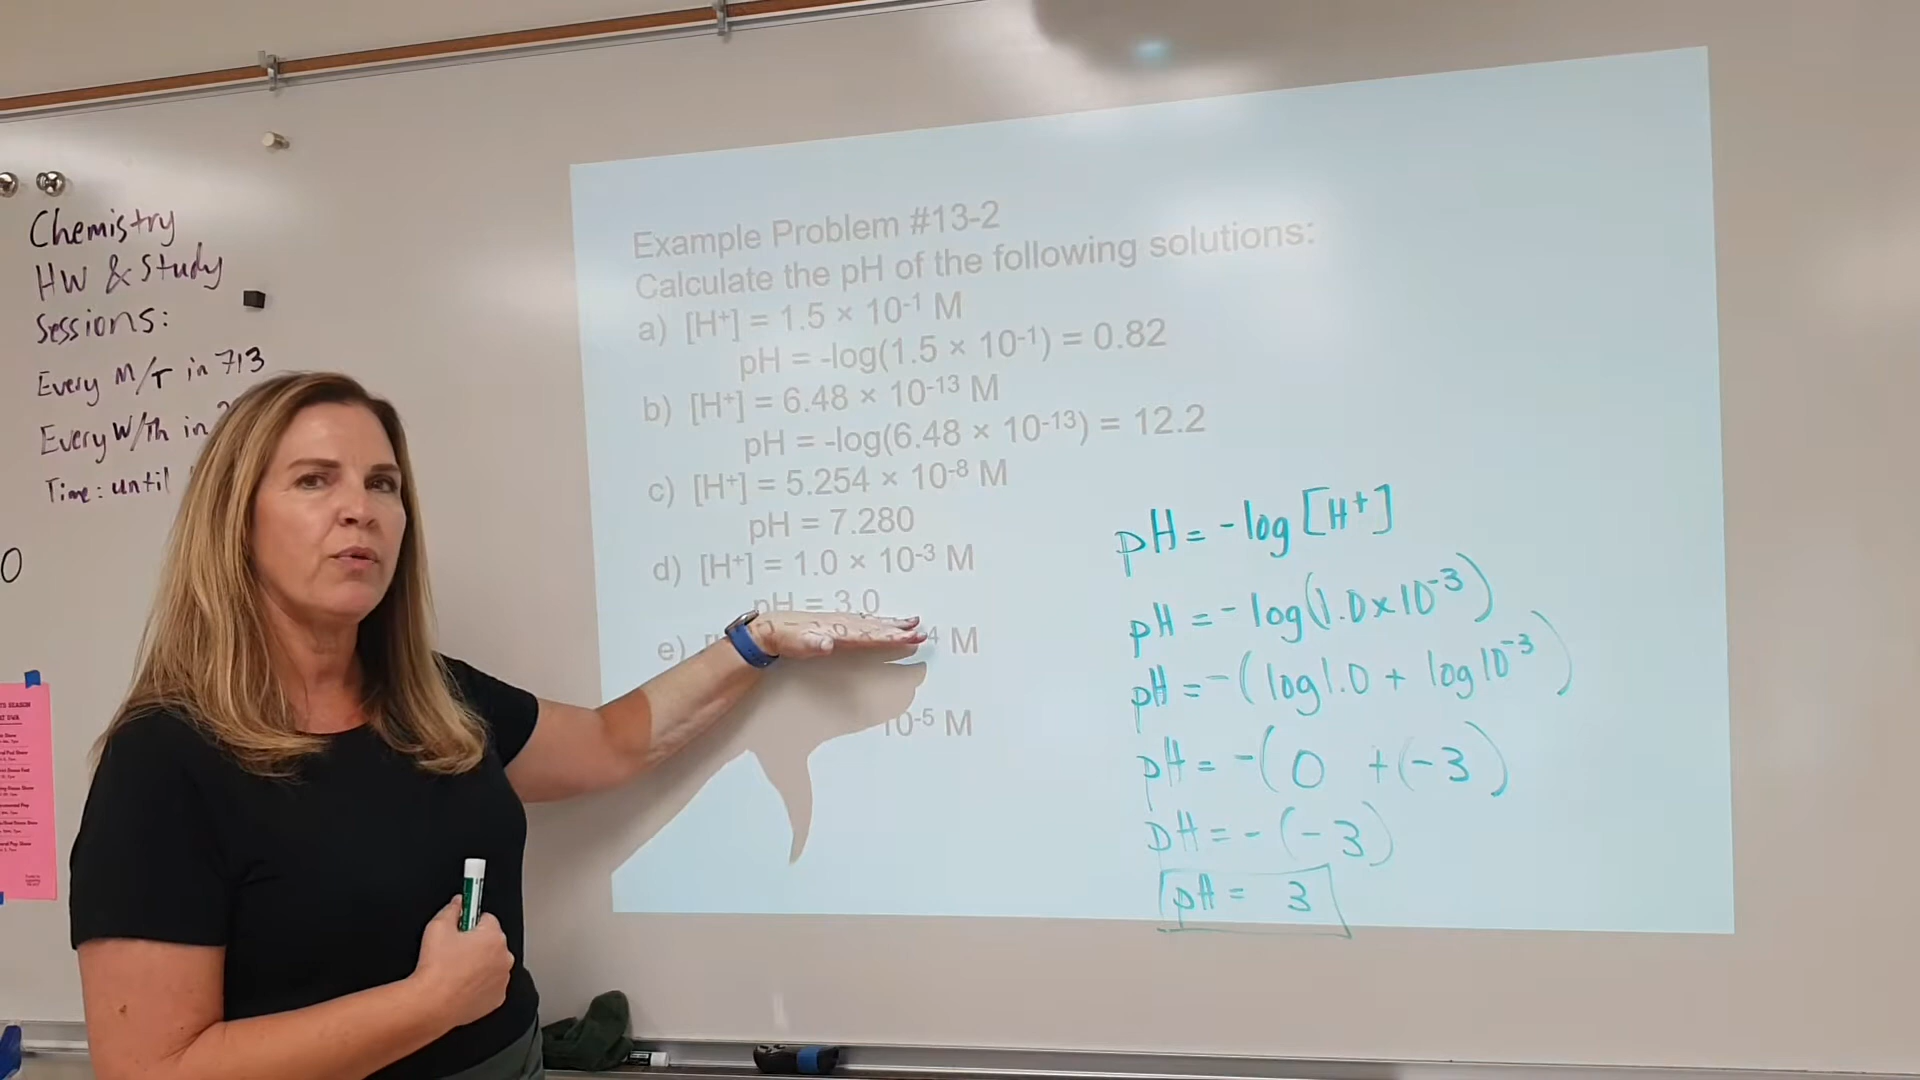 Chemistry
HW & Study
Sessions:
Every M/T in 713
Every W/Th in
Time: until
0
Example Problem #13-2
Calculate the pH of the following solutions:
a) [H⁺] = 1.5 × 10⁻¹ M
pH = -log(1.5 × 10⁻¹) = 0.82
b) [H⁺] = 6.48 × 10⁻¹³ M
pH = -log(6.48 × 10⁻¹³) = 12.2
c) [H⁺] = 5.254 × 10⁻⁸ M
pH = 7.280
d) [H⁺] = 1.0 × 10⁻³ M
pH = 3.0
e) M
10⁻⁵ M
pH = -log [H⁺]
pH = -log(1.0 x 10⁻³)
pH = -(log 1.0 + log 10⁻³)
pH = -( 0 + (-3)
pH = - (-3)
pH = 3